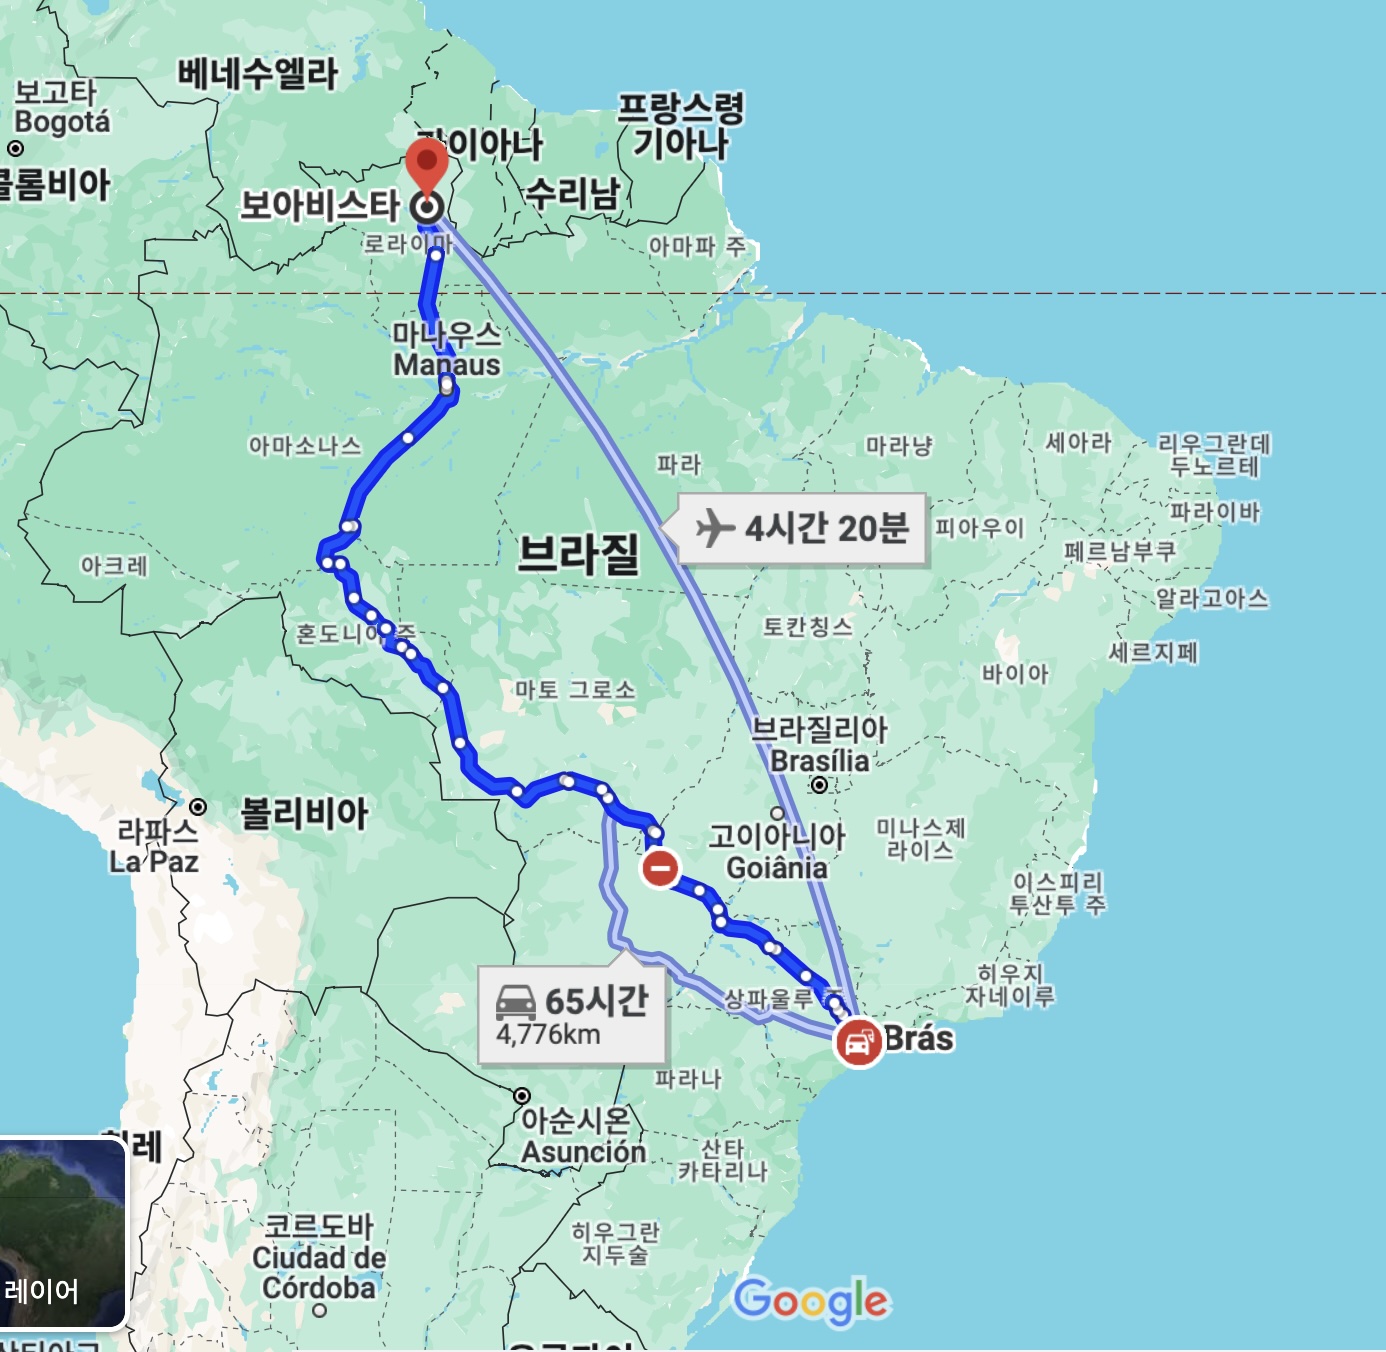 베네수엘라
보고타
Bogotá
프랑스령
기아나
이아나
콜롬비아
수리남
보아비스타
로라이마
아마파 주
마나우스
Manaus
아마소나스
파라
마라냥
세아라
리우그란데
두노르테
파라이바
4시간 20분
피아우이
브라질
페르남부쿠
아크레
알라고아스
토칸칭스
혼도니아 주
세르지페
바이아
마토 그로소
브라질리아
Brasília
볼리비아
라파스
La Paz
고이아니아
Goiânia
미나스제
라이스
이스피리
투산투 주
히우지
자네이루
65시간
4,776km
상파울루 주
Brás
파라나
아순시온
Asunción
산타
카타리나
칠레
코르도바
Ciudad de
Córdoba
히우그란
지두술
레이어
Google